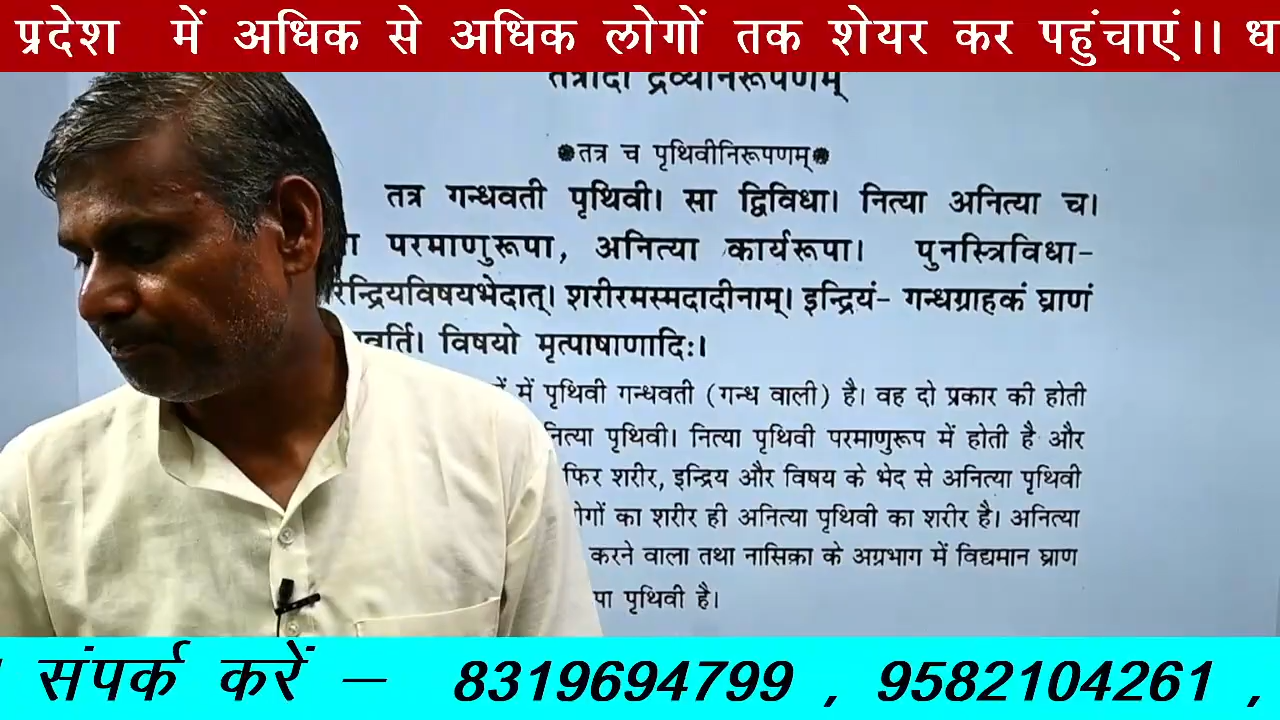 प्रदेश में अधिक से अधिक लोगों तक शेयर कर पहुंचाएं।।
तत्रादौ द्रव्यनिरूपणम्
तत्र च पृथिवीनिरूपणम्
तत्र गन्धवती पृथिवी। सा द्विविधा। नित्या अनित्या च।
परमाणुरूपा, अनित्या कार्यरूपा। पुनस्त्रिविधा-
रेन्द्रियविषयभेदात्। शरीरमस्मदादीनाम्। इन्द्रियं- गन्धग्राहकं घ्राणं
वर्ति। विषयो मृत्पाषाणादिः।
में पृथिवी गन्धवती (गन्ध वाली) है। वह दो प्रकार की होती
नित्या पृथिवी। नित्या पृथिवी परमाणुरूप में होती है और
फिर शरीर, इन्द्रिय और विषय के भेद से अनित्या पृथिवी
का शरीर ही अनित्या पृथिवी का शरीर है। अनित्या
करने वाला तथा नासिका के अग्रभाग में विद्यमान घ्राण
पृथिवी है।
संपर्क करें – 8319694799 , 9582104261 ,